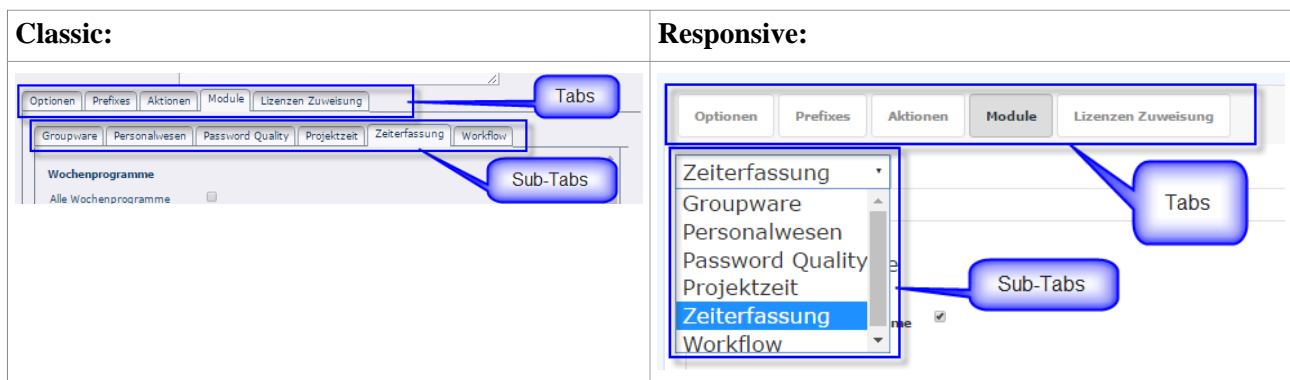 Classic:
Responsive:
Optionen Prefixes Aktionen Module Lizenzen Zuweisung
Tabs
Groupware Personalwesen Password Quality Projektzeit Zeiterfassung Workflow
Sub-Tabs
Wochenprogramme
Alle Wochenprogramme
Optionen Prefixes Aktionen Module Lizenzen Zuweisung
Tabs
Zeiterfassung
Groupware
Personalwesen
Password Quality
Projektzeit
Zeiterfassung
Workflow
Sub-Tabs